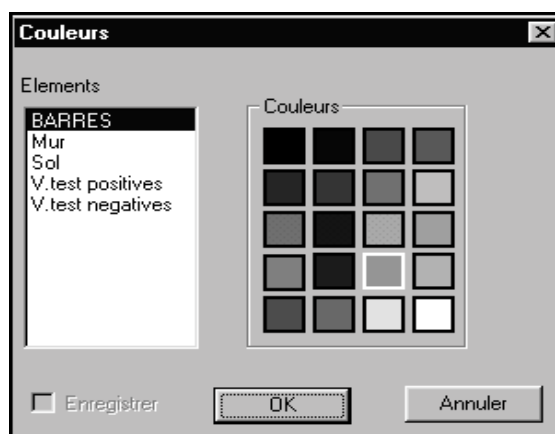 Couleurs
Elements
BARRES
Mur
Sol
V.test positives
V.test negatives
Couleurs
Enregistrer
OK
Annuler